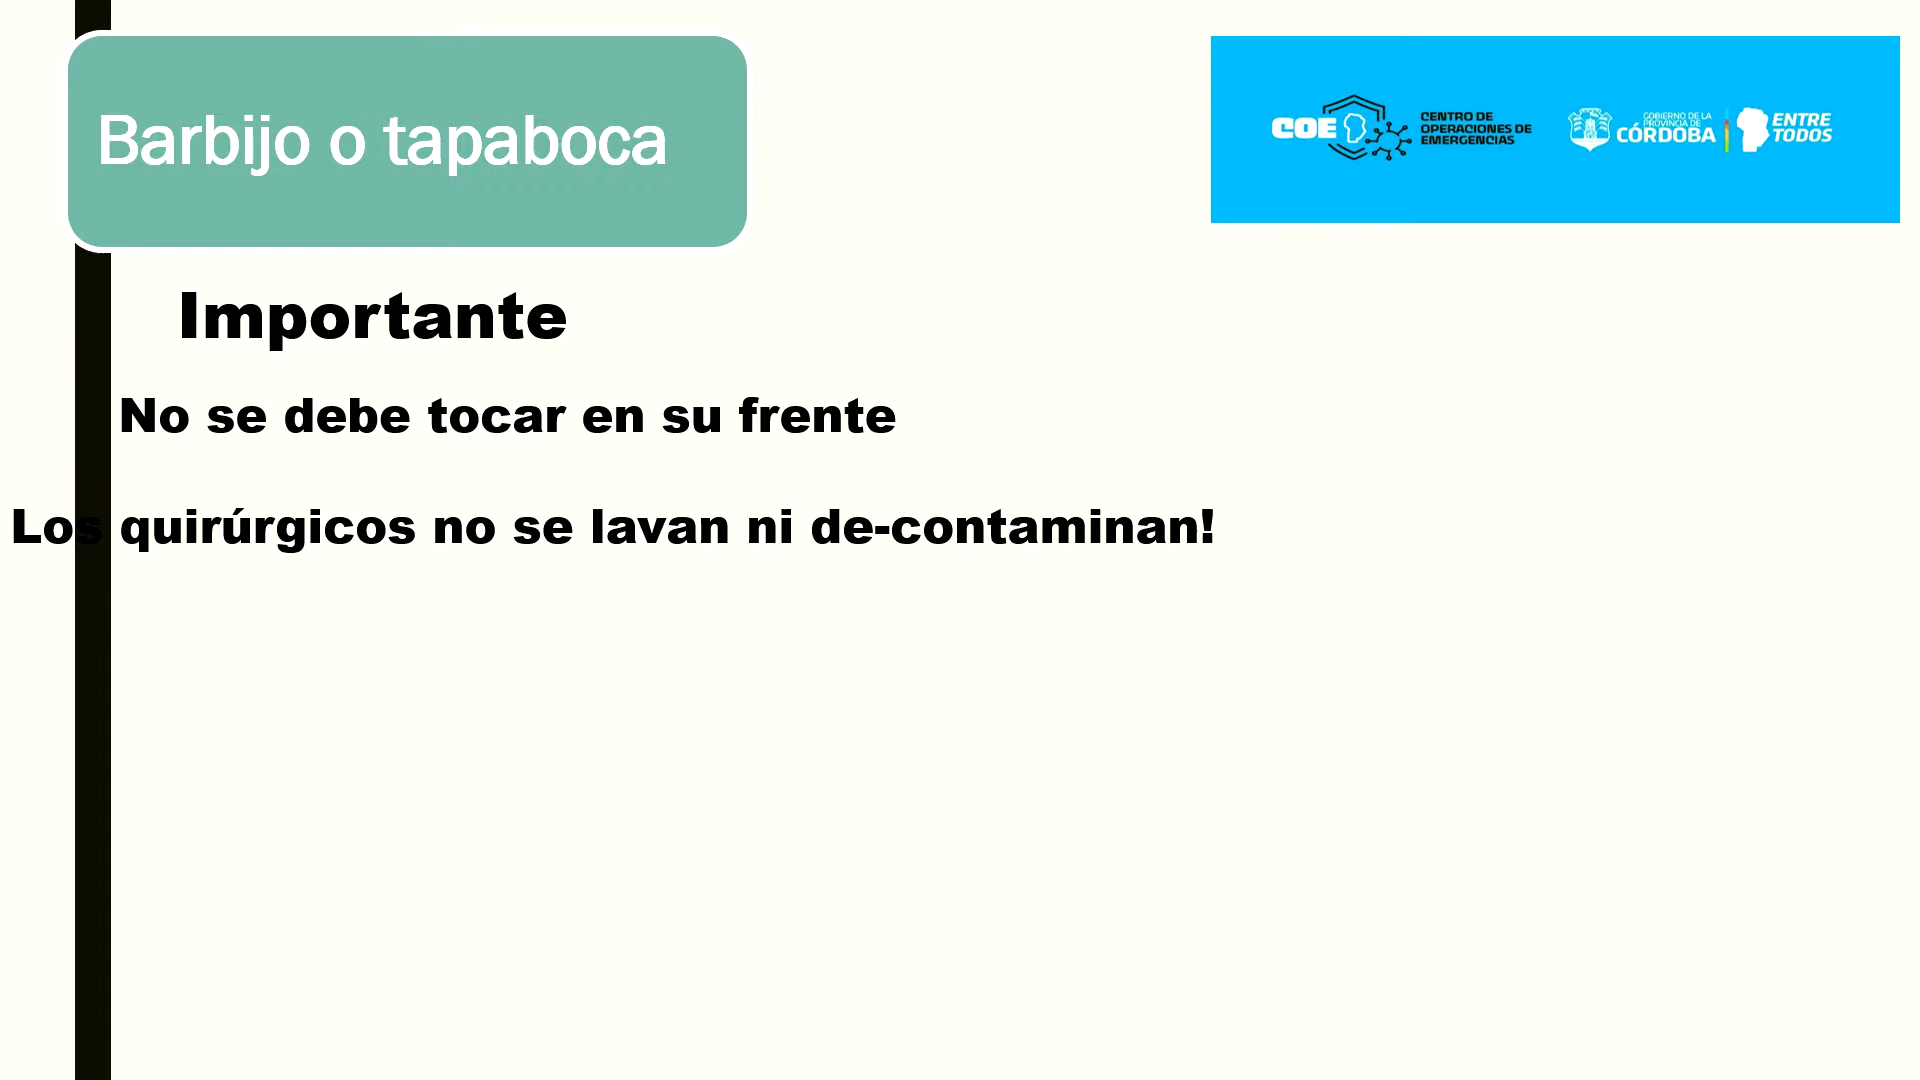 Barbijo o tapaboca
COE
CENTRO DE
OPERACIONES DE
EMERGENCIAS
GOBIERNO DE LA
PROVINCIA DE
CÓRDOBA
ENTRE
TODOS
Importante
No se debe tocar en su frente
Los quirúrgicos no se lavan ni de-contaminan!